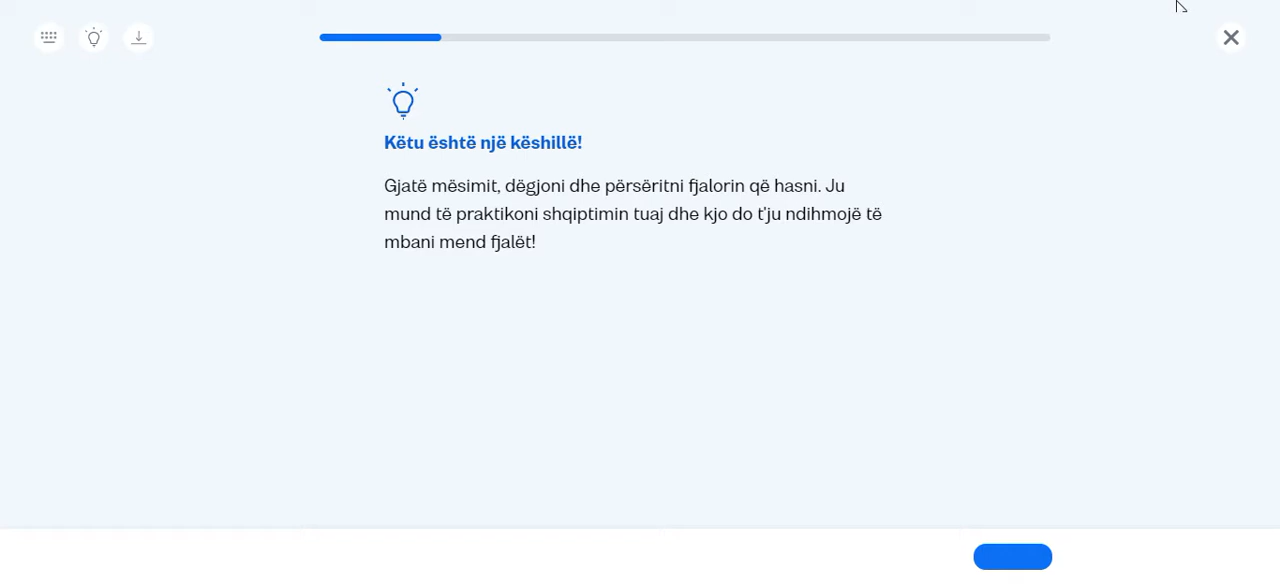 Këtu është një këshillë!
Gjatë mësimit, dëgjoni dhe përsëritni fjalorin që hasni. Ju
mund të praktikoni shqiptimin tuaj dhe kjo do t'ju ndihmojë të
mbani mend fjalët!